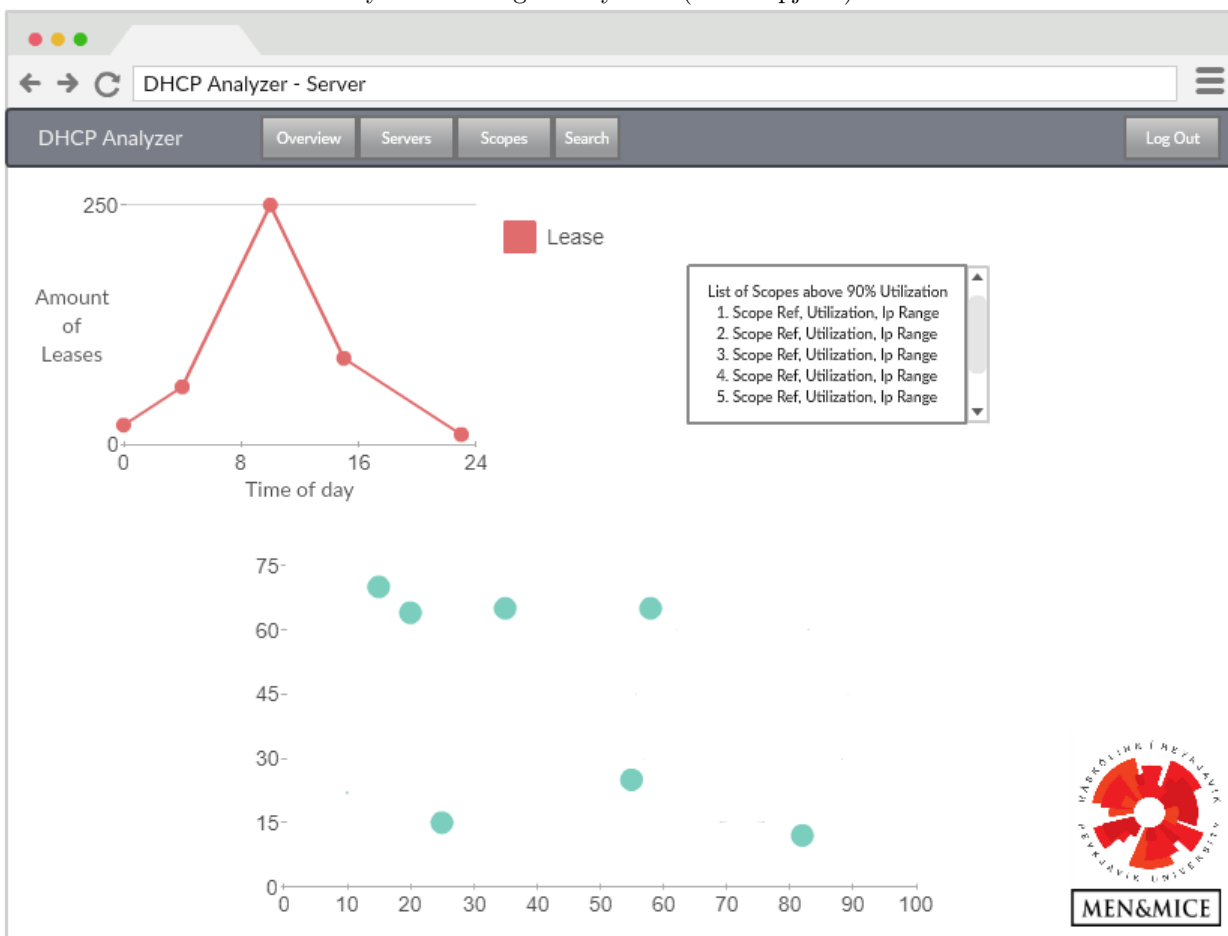 DHCP Analyzer - Server
DHCP Analyzer
Overview
Servers
Scopes
Search
Log Out
250
Lease
Amount
of
Leases
0
0 8 16 24
Time of day
List of Scopes above 90% Utilization
1. Scope Ref, Utilization, Ip Range
2. Scope Ref, Utilization, Ip Range
3. Scope Ref, Utilization, Ip Range
4. Scope Ref, Utilization, Ip Range
5. Scope Ref, Utilization, Ip Range
75
60
45
30
15
0
0 10 20 30 40 50 60 70 80 90 100
HÁSKÓLINN Í REYKJAVÍK
REYKJAVIK UNIVERSITY
MEN&MICE